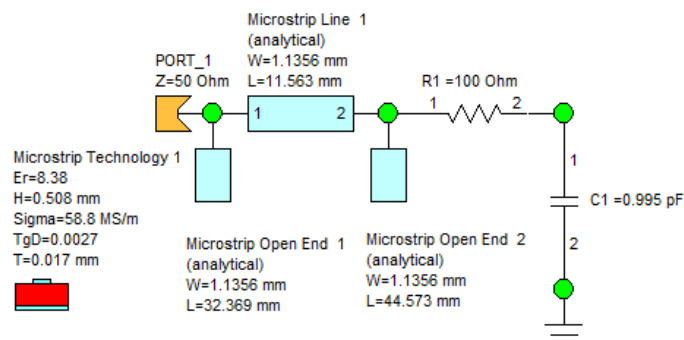 Microstrip Line  1
(analytical)
W=1.1356 mm
L=11.563 mm
PORT_1
Z=50 Ohm
R1 =100 Ohm
1
2
1
2
Microstrip Technology 1
Er=8.38
H=0.508 mm
Sigma=58.8 MS/m
TgD=0.0027
T=0.017 mm
Microstrip Open End  1
(analytical)
W=1.1356 mm
L=32.369 mm
Microstrip Open End  2
(analytical)
W=1.1356 mm
L=44.573 mm
1
C1 =0.995 pF
2